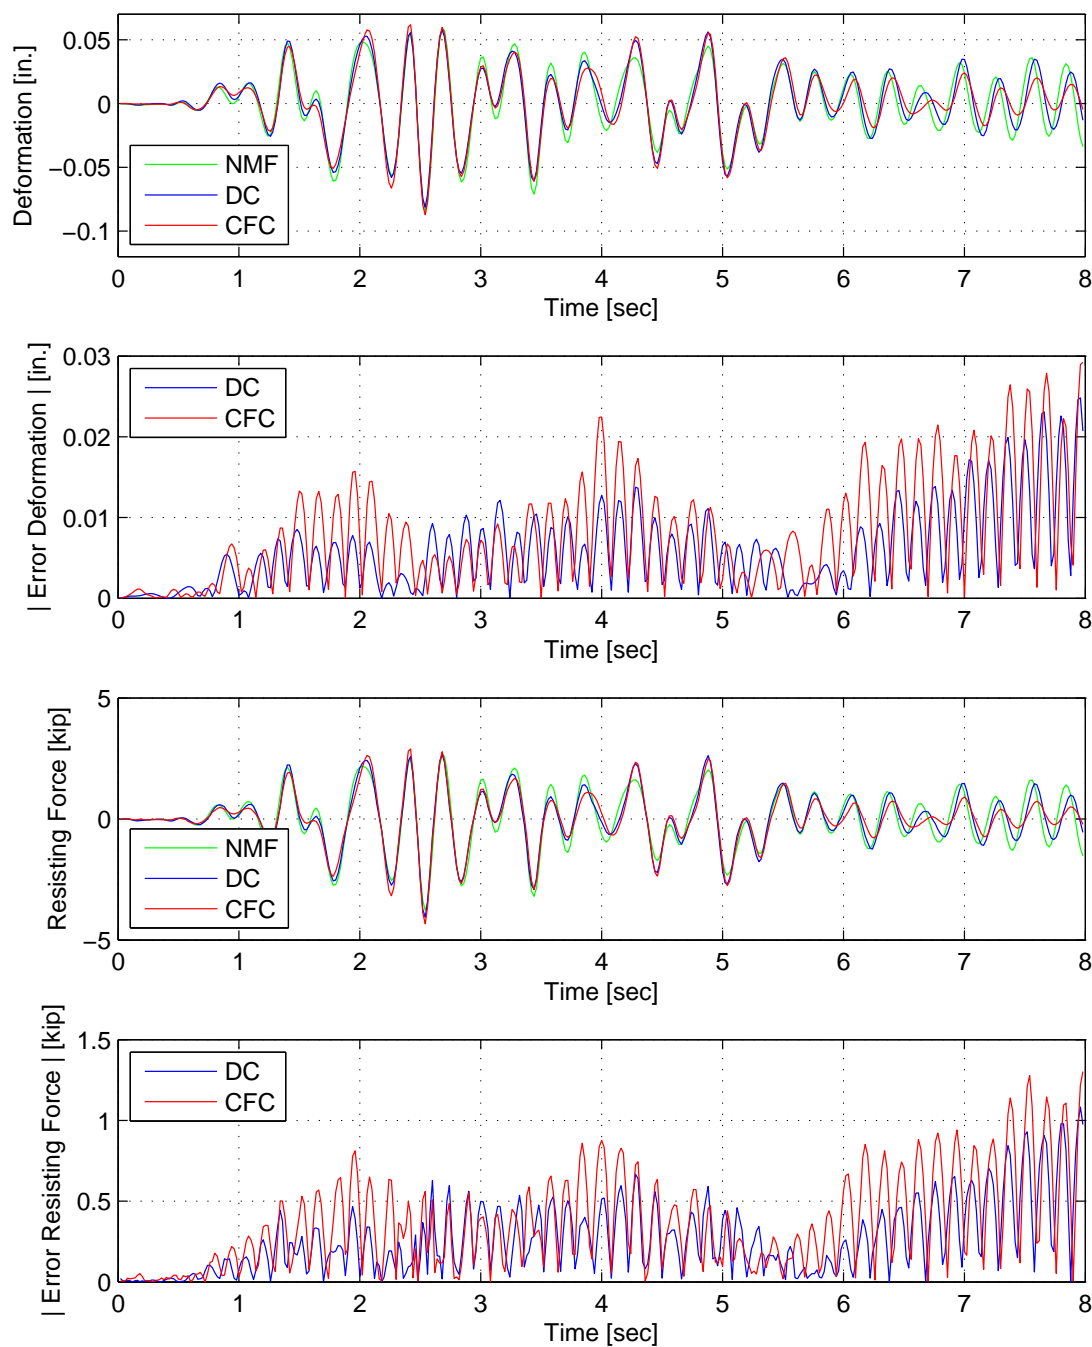 Deformation [in.]
0.05
0
−0.05
−0.1
NMF
DC
CFC
0 1 2 3 4 5 6 7 8
Time [sec]
| Error Deformation | [in.]
0.03
0.02
0.01
0
DC
CFC
0 1 2 3 4 5 6 7 8
Time [sec]
Resisting Force [kip]
5
0
−5
NMF
DC
CFC
0 1 2 3 4 5 6 7 8
Time [sec]
| Error Resisting Force | [kip]
1.5
1
0.5
0
DC
CFC
0 1 2 3 4 5 6 7 8
Time [sec]